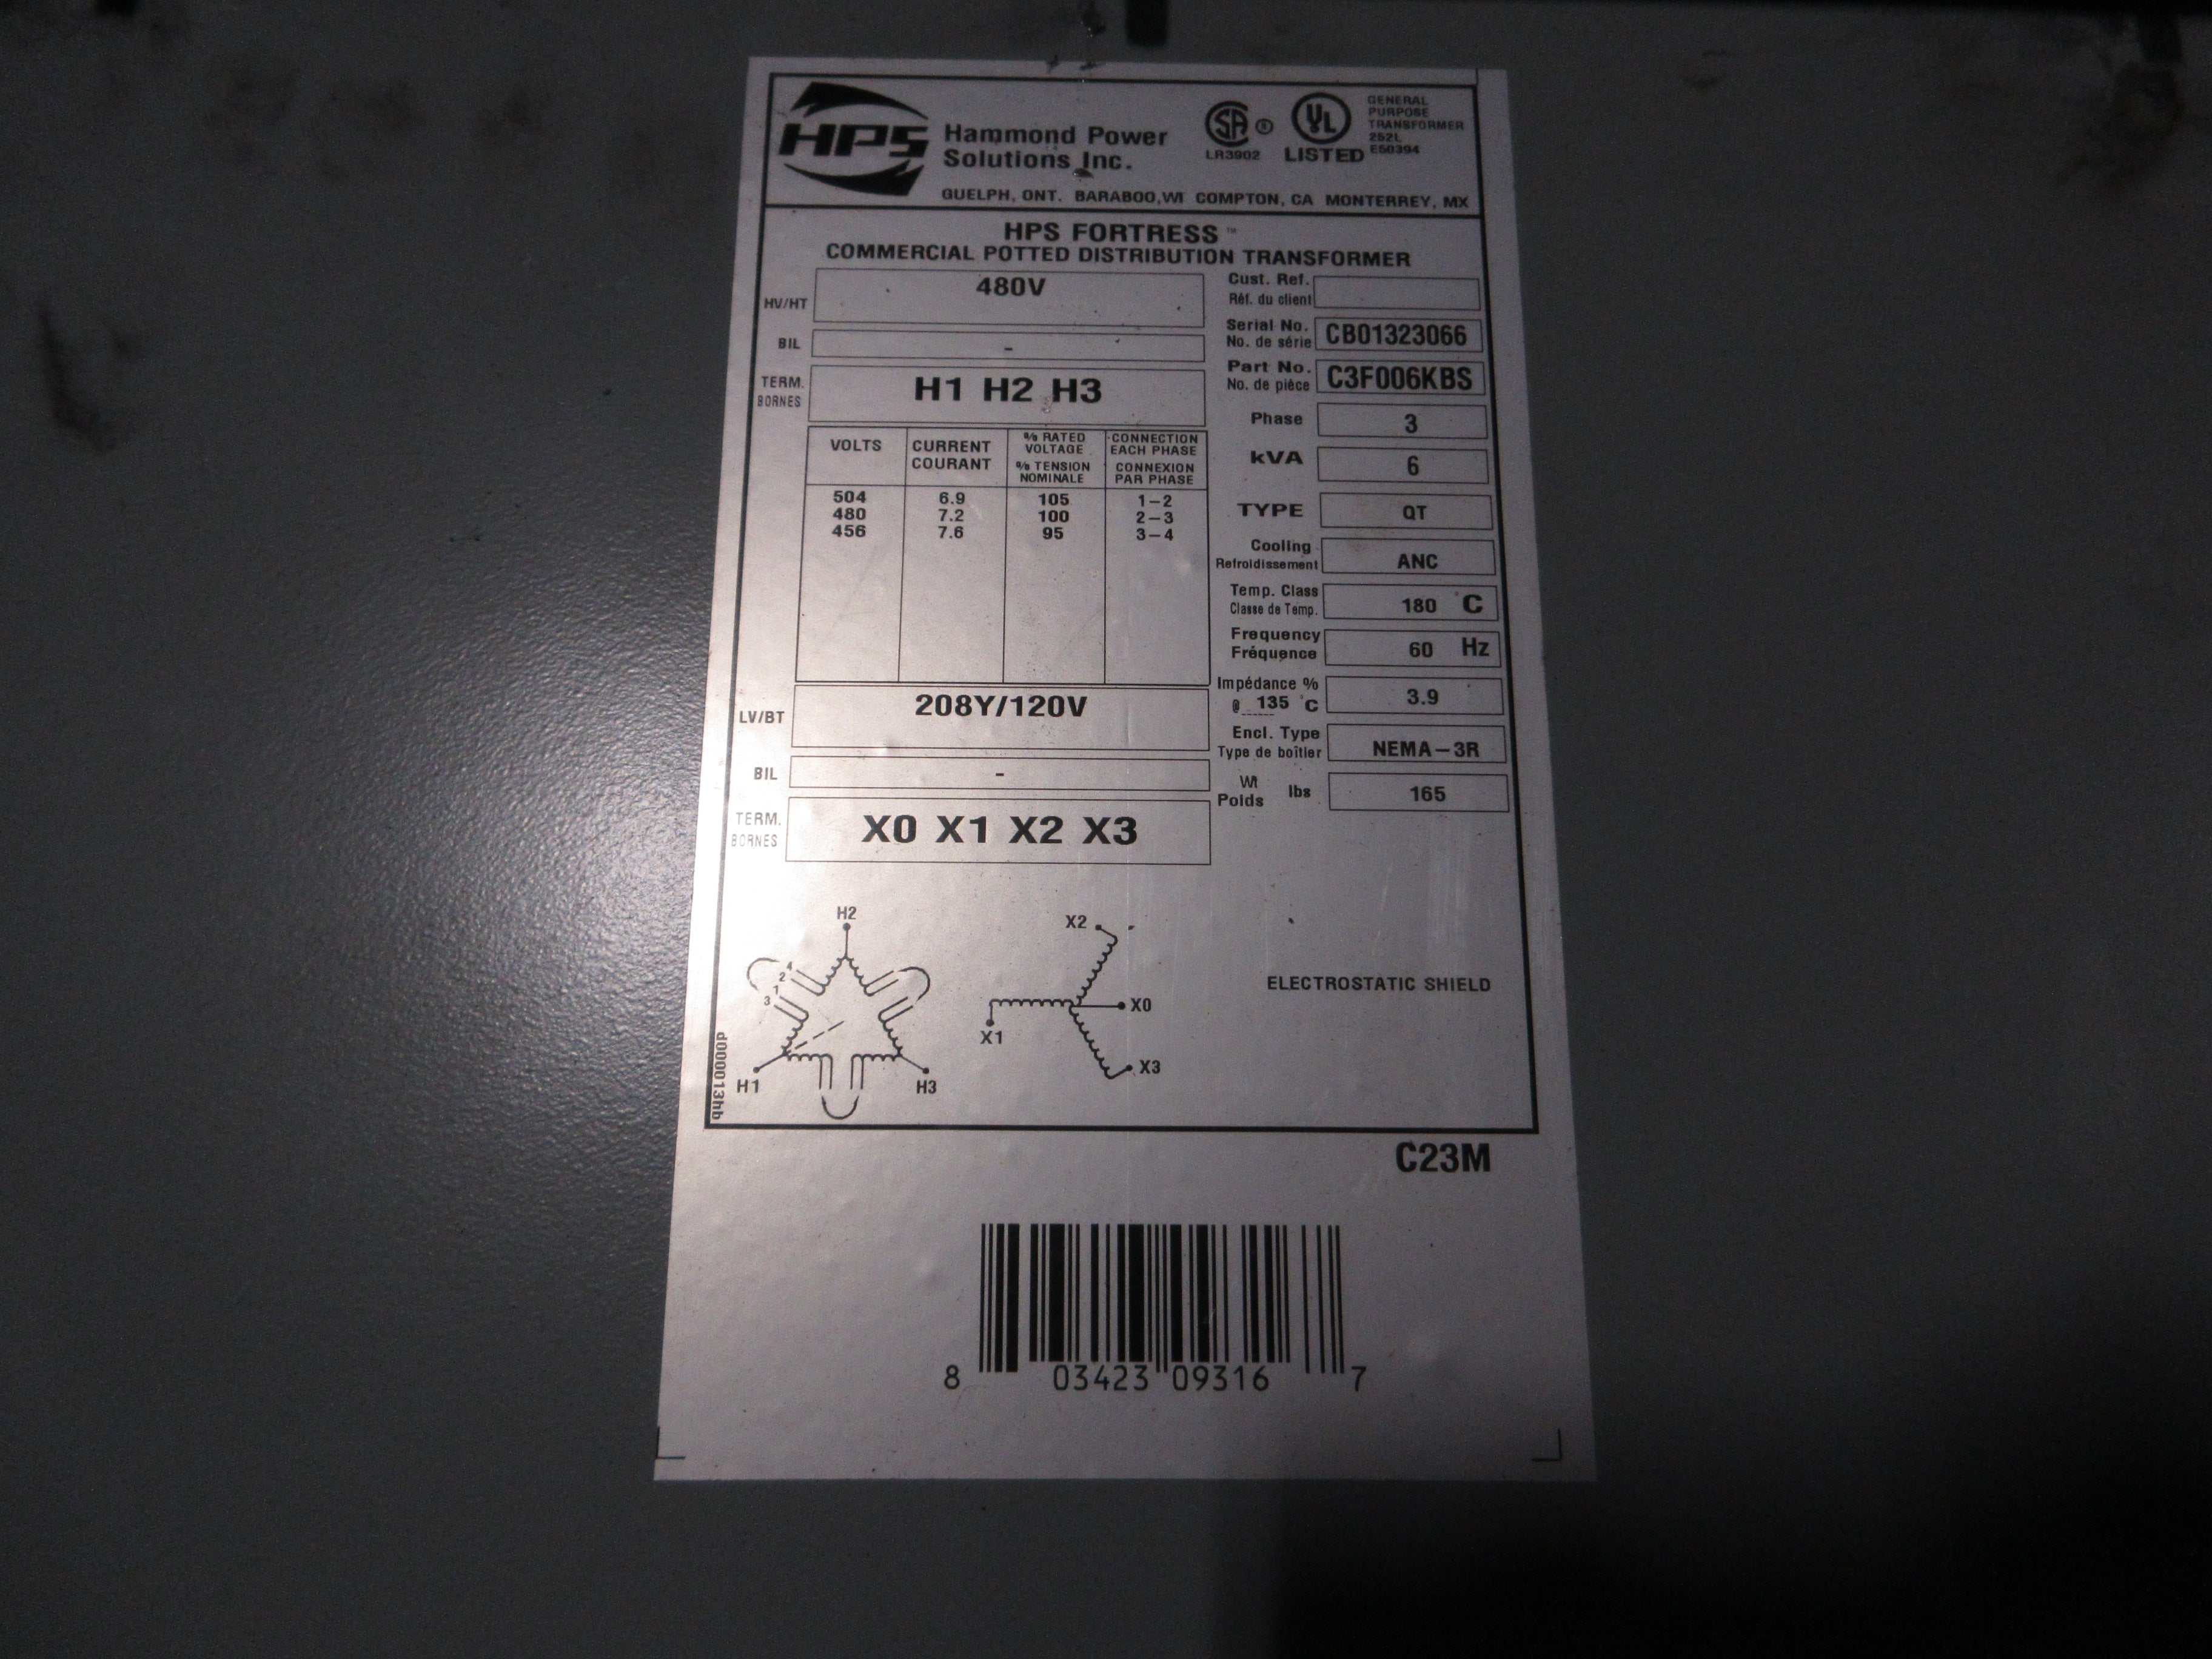 HPS
Hammond Power
Solutions Inc.
SA ®
LR3902
UL
LISTED
GENERAL
PURPOSE
TRANSFORMER
252L
E50394
GUELPH, ONT. BARABOO,WI COMPTON, CA MONTERREY, MX
HPS FORTRESS ™
COMMERCIAL POTTED DISTRIBUTION TRANSFORMER
HV/HT 480V
BIL -
TERM.
BORNES
H1 H2 H3
VOLTS CURRENT COURANT % RATED VOLTAGE % TENSION NOMINALE CONNECTION EACH PHASE CONNEXION PAR PHASE
504 6.9 105 1-2
480 7.2 100 2-3
456 7.6 95 3-4
LV/BT 208Y/120V
BIL -
TERM.
BORNES
X0 X1 X2 X3
Cust. Ref.
Réf. du client
Serial No.
No. de série
CB01323066
Part No.
No. de pièce
C3F006KBS
Phase 3
kVA 6
TYPE QT
Cooling
Refroidissement
ANC
Temp. Class
Classe de Temp.
180 °C
Frequency
Fréquence
60 Hz
Impédance %
@ 135 °C
3.9
Encl. Type
Type de boîtier
NEMA-3R
Wt
Poids
lbs 165
H2
4
2
1
3
H1
H3
X2
X0
X1
X3
ELECTROSTATIC SHIELD
d000013hb
C23M
8 03423 09316 7